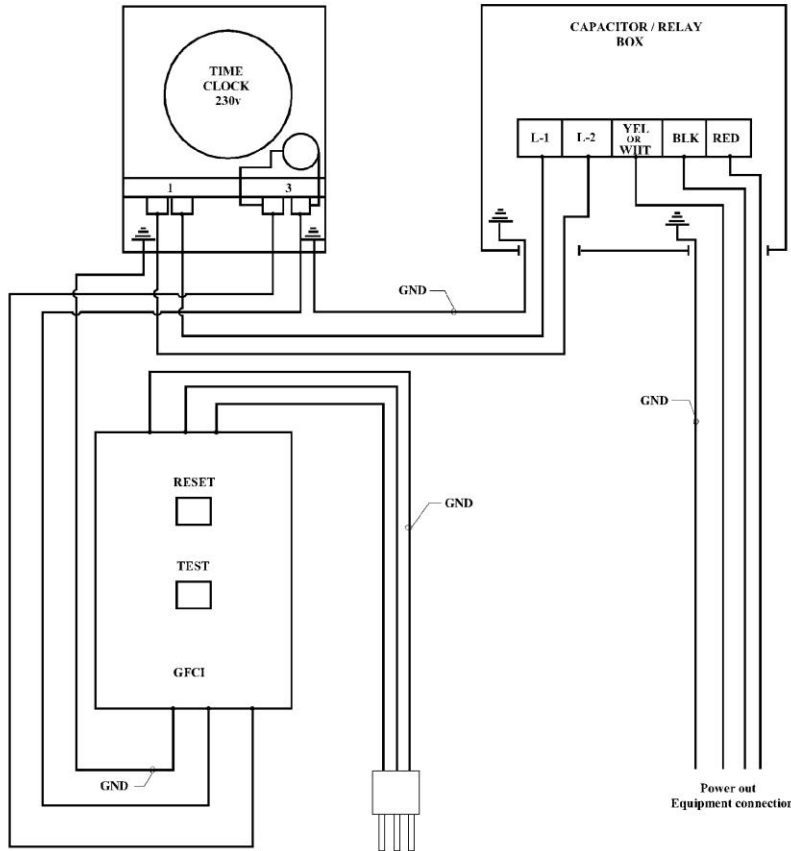 TIME
CLOCK
230v
1
3
CAPACITOR / RELAY
BOX
L-1
L-2
YEL
OR
WHT
BLK
RED
GND
GND
RESET
TEST
GFCI
GND
GND
Power out
Equipment connection